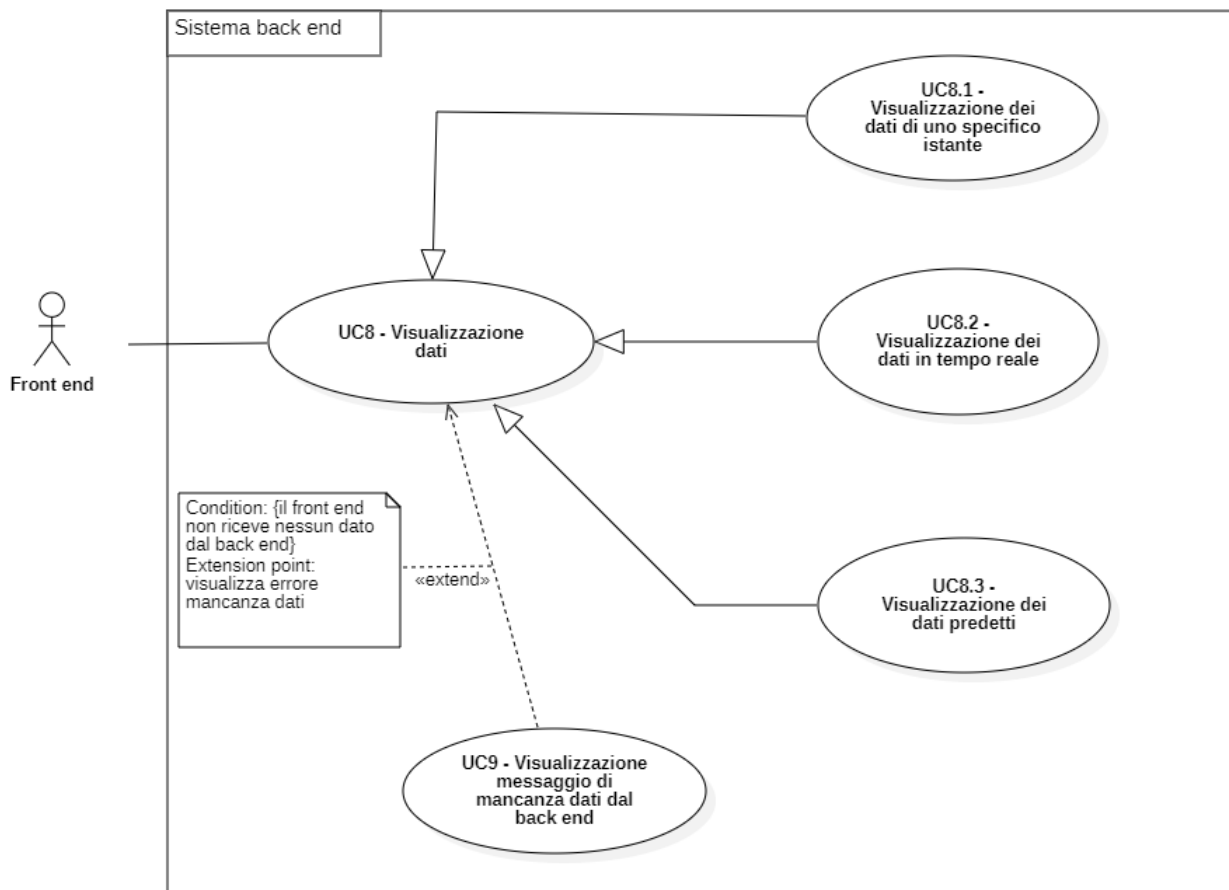 Sistema back end
UC8.1 -
Visualizzazione dei
dati di uno specifico
istante
UC8 - Visualizzazione
dati
UC8.2 -
Visualizzazione dei
dati in tempo reale
Front end
Condition: {il front end
non riceve nessun dato
dal back end}
Extension point:
visualizza errore
mancanza dati
«extend»
UC8.3 -
Visualizzazione dei
dati predetti
UC9 - Visualizzazione
messaggio di
mancanza dati dal
back end